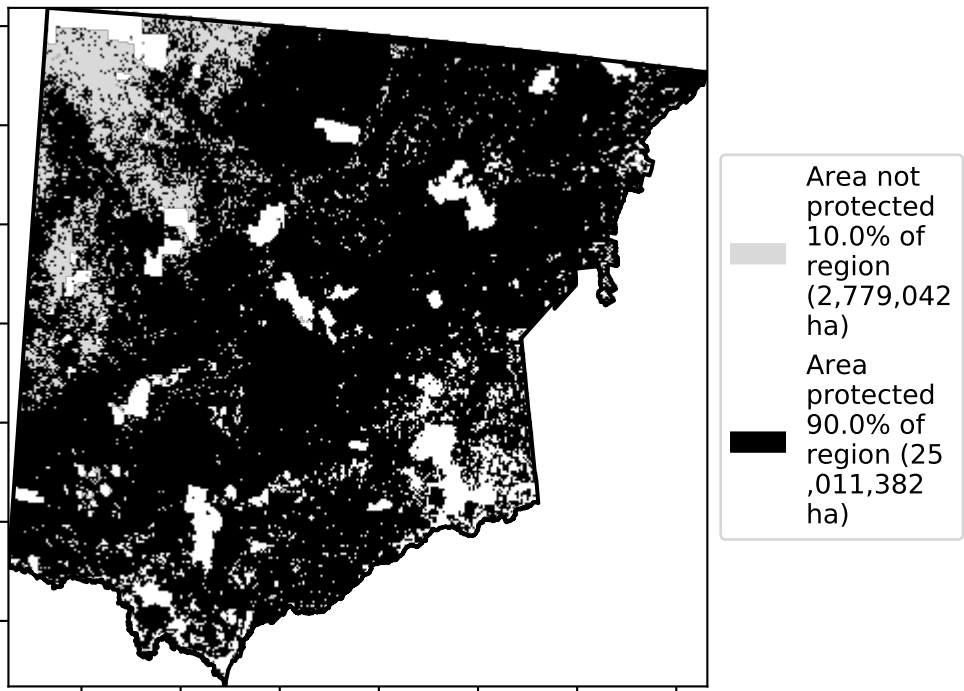 Area not
protected
10.0% of
region
(2,779,042
ha)
Area
protected
90.0% of
region (25
,011,382
ha)